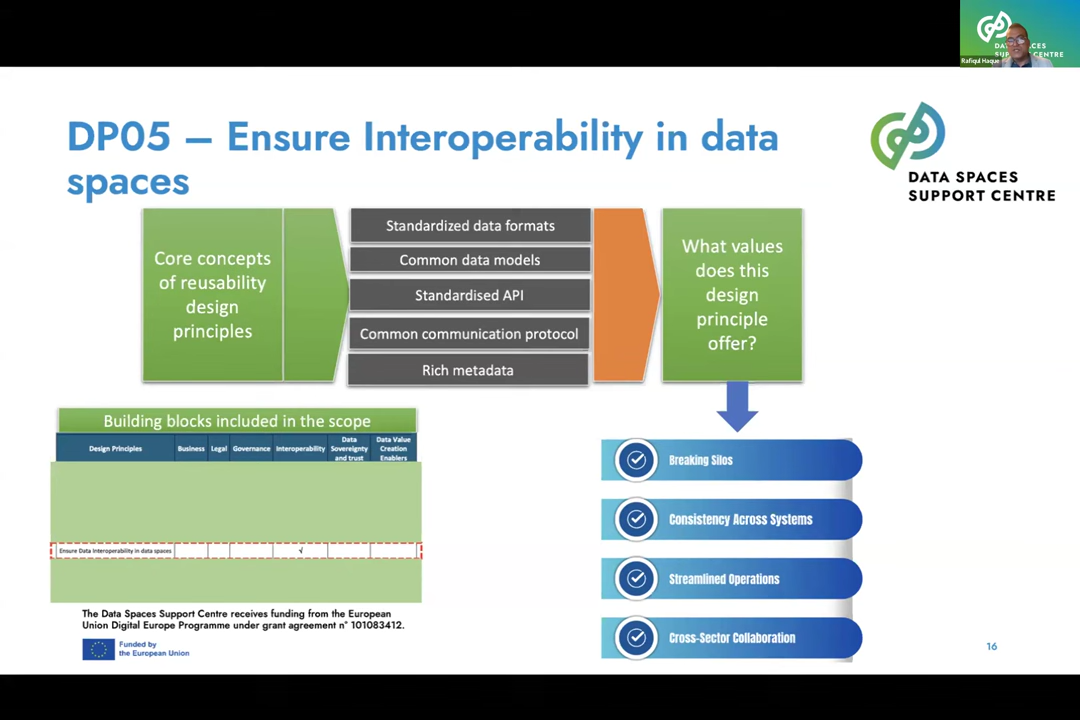 DATA SPACES
SUPPORT CENTRE
Rafiqul Haque
DP05 – Ensure Interoperability in data
spaces
DATA SPACES
SUPPORT CENTRE
Core concepts
of reusability
design
principles
Standardized data formats
Common data models
Standardised API
Common communication protocol
Rich metadata
What values
does this
design
principle
offer?
Building blocks included in the scope
Design Principles
Business
Legal
Governance
Interoperability
Data
Sovereignty
and trust
Data Value
Creation
Enablers
Ensure Data Interoperability in data spaces
√
Breaking Silos
Consistency Across Systems
Streamlined Operations
Cross-Sector Collaboration
The Data Spaces Support Centre receives funding from the European
Union Digital Europe Programme under grant agreement n° 101083412.
Funded by
the European Union
16